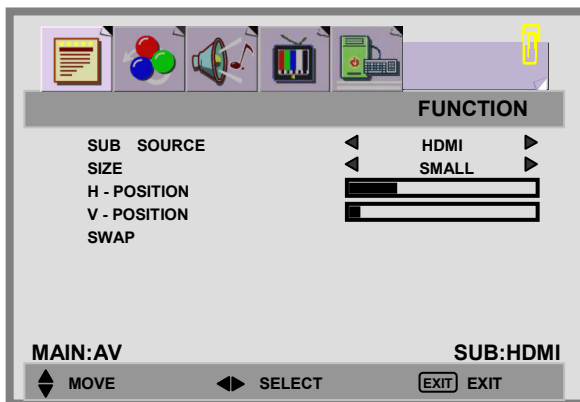 FUNCTION
SUB SOURCE HDMI
SIZE SMALL
H - POSITION
V - POSITION
SWAP
MAIN:AV SUB:HDMI
MOVE SELECT EXIT EXIT